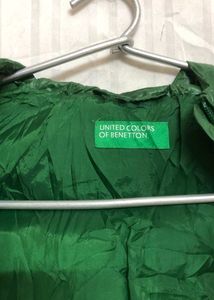 UNITED COLORS
OF BENETTON.